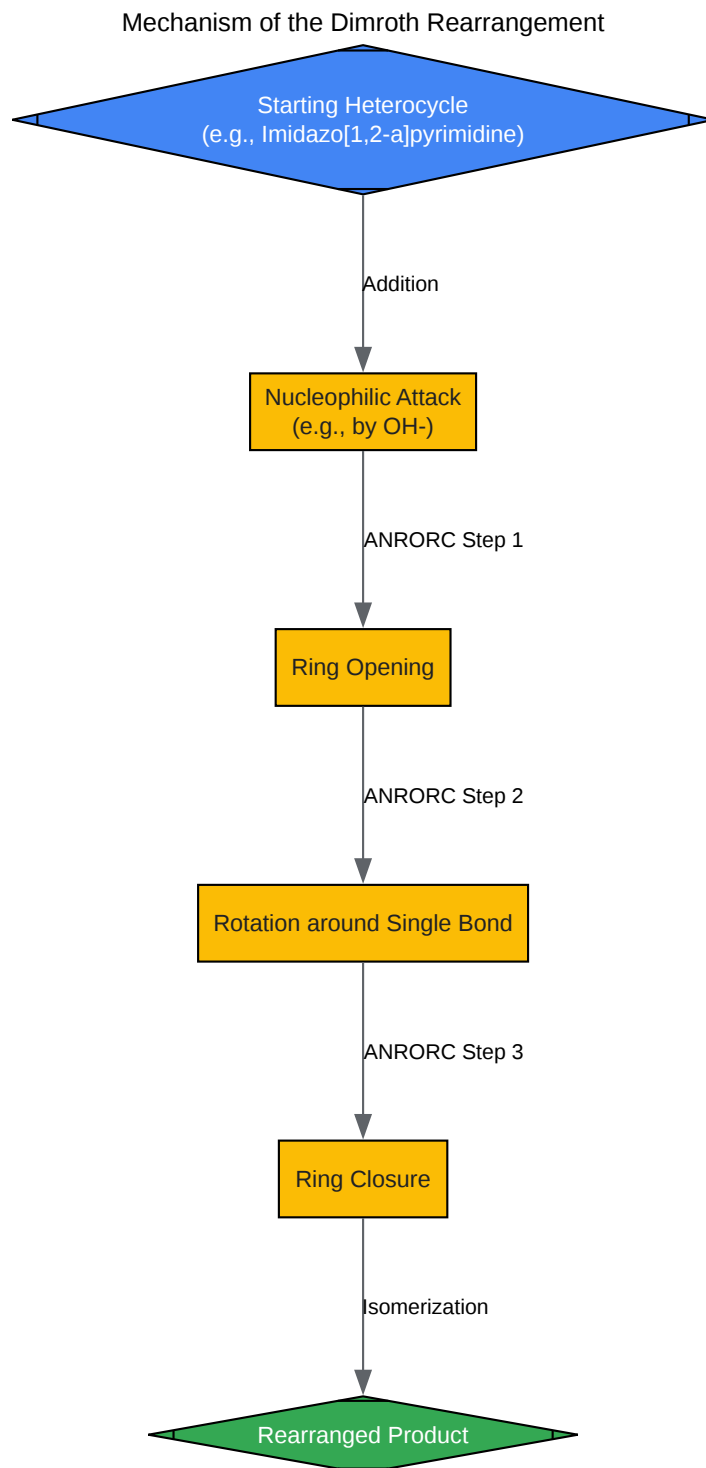 Mechanism of the Dimroth Rearrangement
Starting Heterocycle
(e.g., Imidazo[1,2-a]pyrimidine)
Addition
Nucleophilic Attack
(e.g., by OH-)
ANRORC Step 1
Ring Opening
ANRORC Step 2
Rotation around Single Bond
ANRORC Step 3
Ring Closure
Isomerization
Rearranged Product